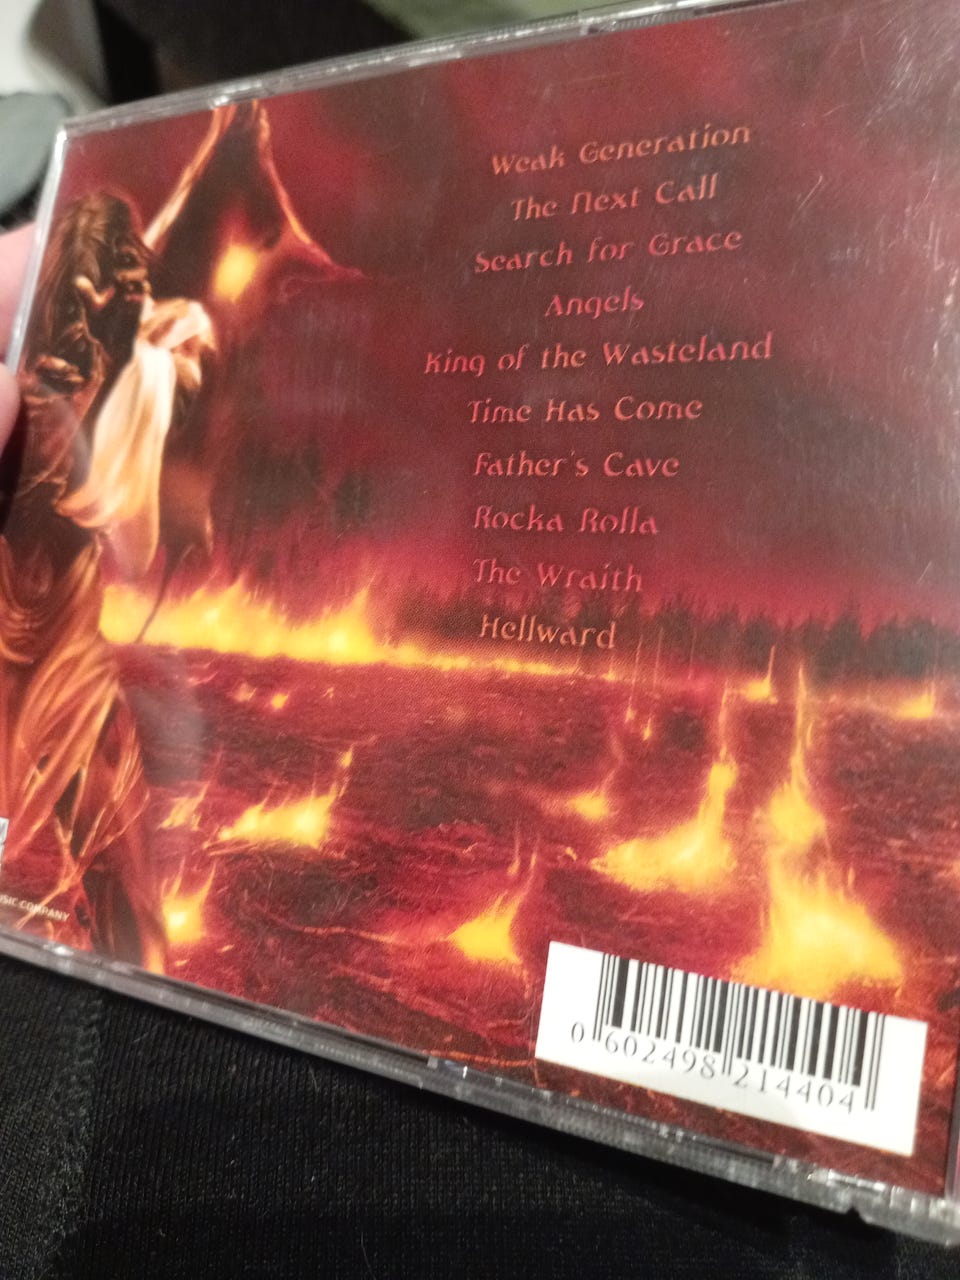 Weak Generation
The Next Call
Search for Grace
Angels
King of the Wasteland
Time Has Come
Father's Cave
Rocka Rolla
The Wraith
Hellward
COMPANY
0 602498 214404